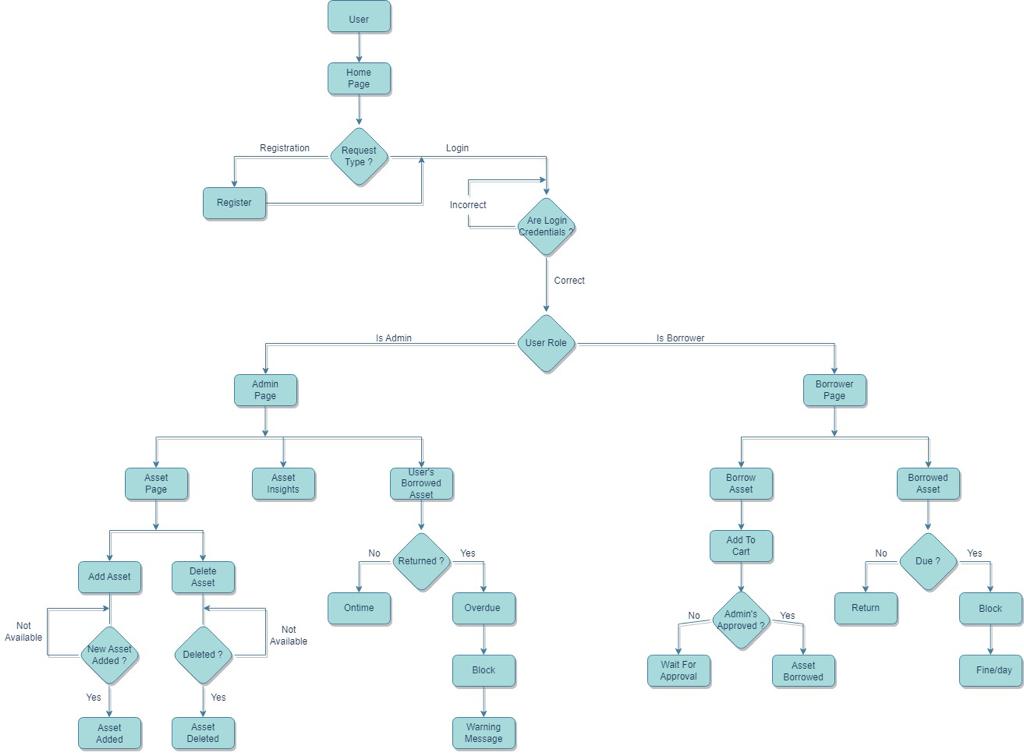 User
Home
Page
Request
Type ?
Registration
Login
Register
Incorrect
Are Login
Credentials ?
Correct
User Role
Is Admin
Is Borrower
Admin
Page
Borrower
Page
Asset
Page
Asset
Insights
User's
Borrowed
Asset
Borrow
Asset
Borrowed
Asset
Add To
Cart
No
Returned ?
Yes
No
Due ?
Yes
Add Asset
Delete
Asset
Ontime
Overdue
Return
Block
Not
Available
New Asset
Added ?
Deleted ?
Not
Available
No
Admin's
Approved ?
Yes
Block
Wait For
Approval
Asset
Borrowed
Fine/day
Yes
Yes
Asset
Added
Asset
Deleted
Warning
Message